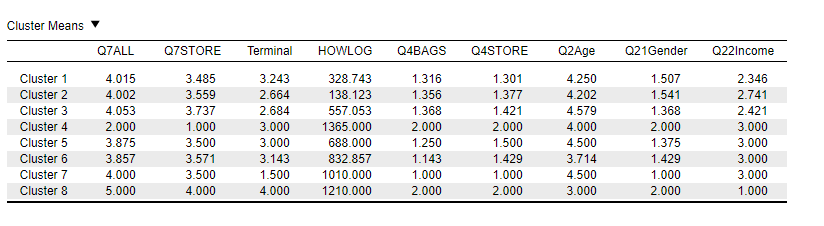 Cluster Means ▼
Q7ALL Q7STORE Terminal HOWLOG Q4BAGS Q4STORE Q2Age Q21Gender Q22Income
Cluster 1 4.015 3.485 3.243 328.743 1.316 1.301 4.250 1.507 2.346
Cluster 2 4.002 3.559 2.664 138.123 1.356 1.377 4.202 1.541 2.741
Cluster 3 4.053 3.737 2.684 557.053 1.368 1.421 4.579 1.368 2.421
Cluster 4 2.000 1.000 3.000 1365.000 2.000 2.000 4.000 2.000 3.000
Cluster 5 3.875 3.500 3.000 688.000 1.250 1.500 4.500 1.375 3.000
Cluster 6 3.857 3.571 3.143 832.857 1.143 1.429 3.714 1.429 3.000
Cluster 7 4.000 3.500 1.500 1010.000 1.000 1.000 4.500 1.000 3.000
Cluster 8 5.000 4.000 4.000 1210.000 2.000 2.000 3.000 2.000 1.000